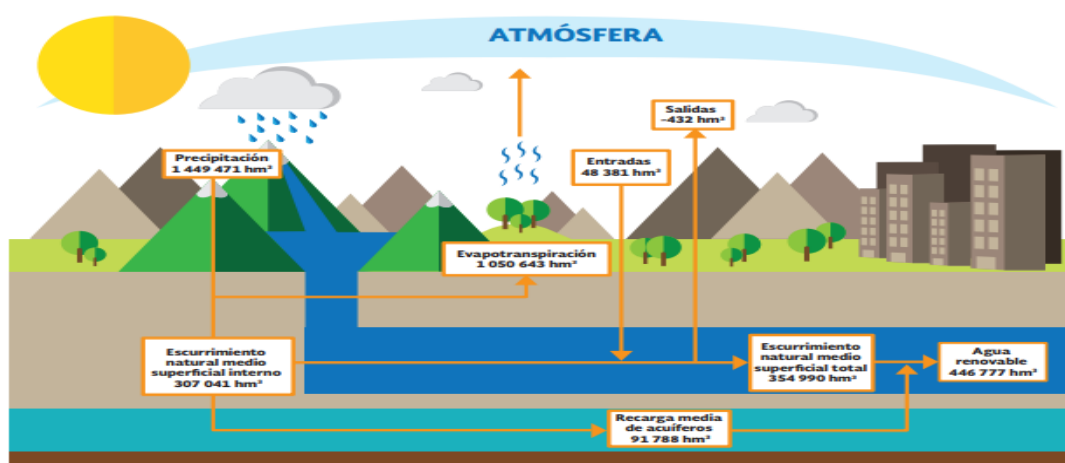 ATMÓSFERA
Salidas
-432 hm³
Precipitación
1 449 471 hm³
Entradas
48 381 hm³
Evapotranspiración
1 050 643 hm³
Escurrimiento
natural medio
superficial interno
307 041 hm³
Escurrimiento
natural medio
superficial total
354 990 hm³
Agua
renovable
446 777 hm³
Recarga media
de acuíferos
91 788 hm³